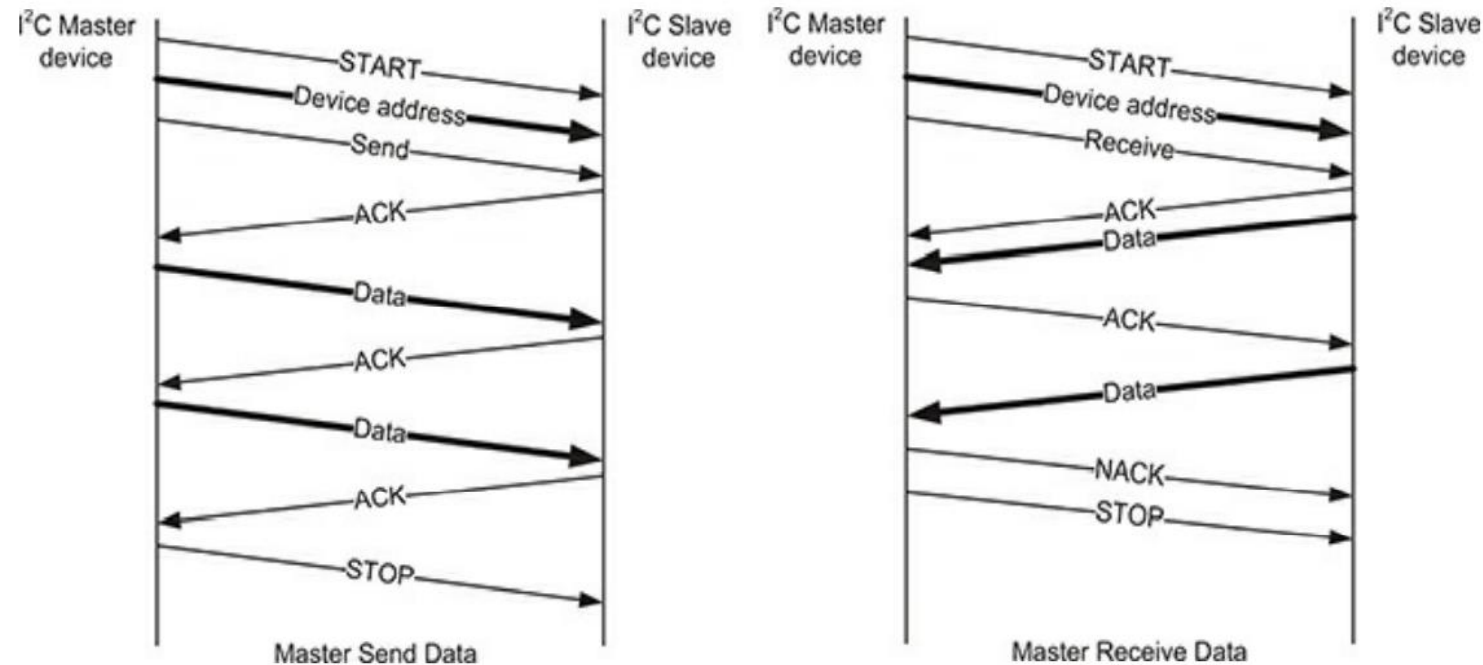 I²C Master
device
I²C Slave
device
START
Device address
Send
ACK
Data
ACK
Data
ACK
STOP
Master Send Data
I²C Master
device
I²C Slave
device
START
Device address
Receive
ACK
Data
ACK
Data
NACK
STOP
Master Receive Data